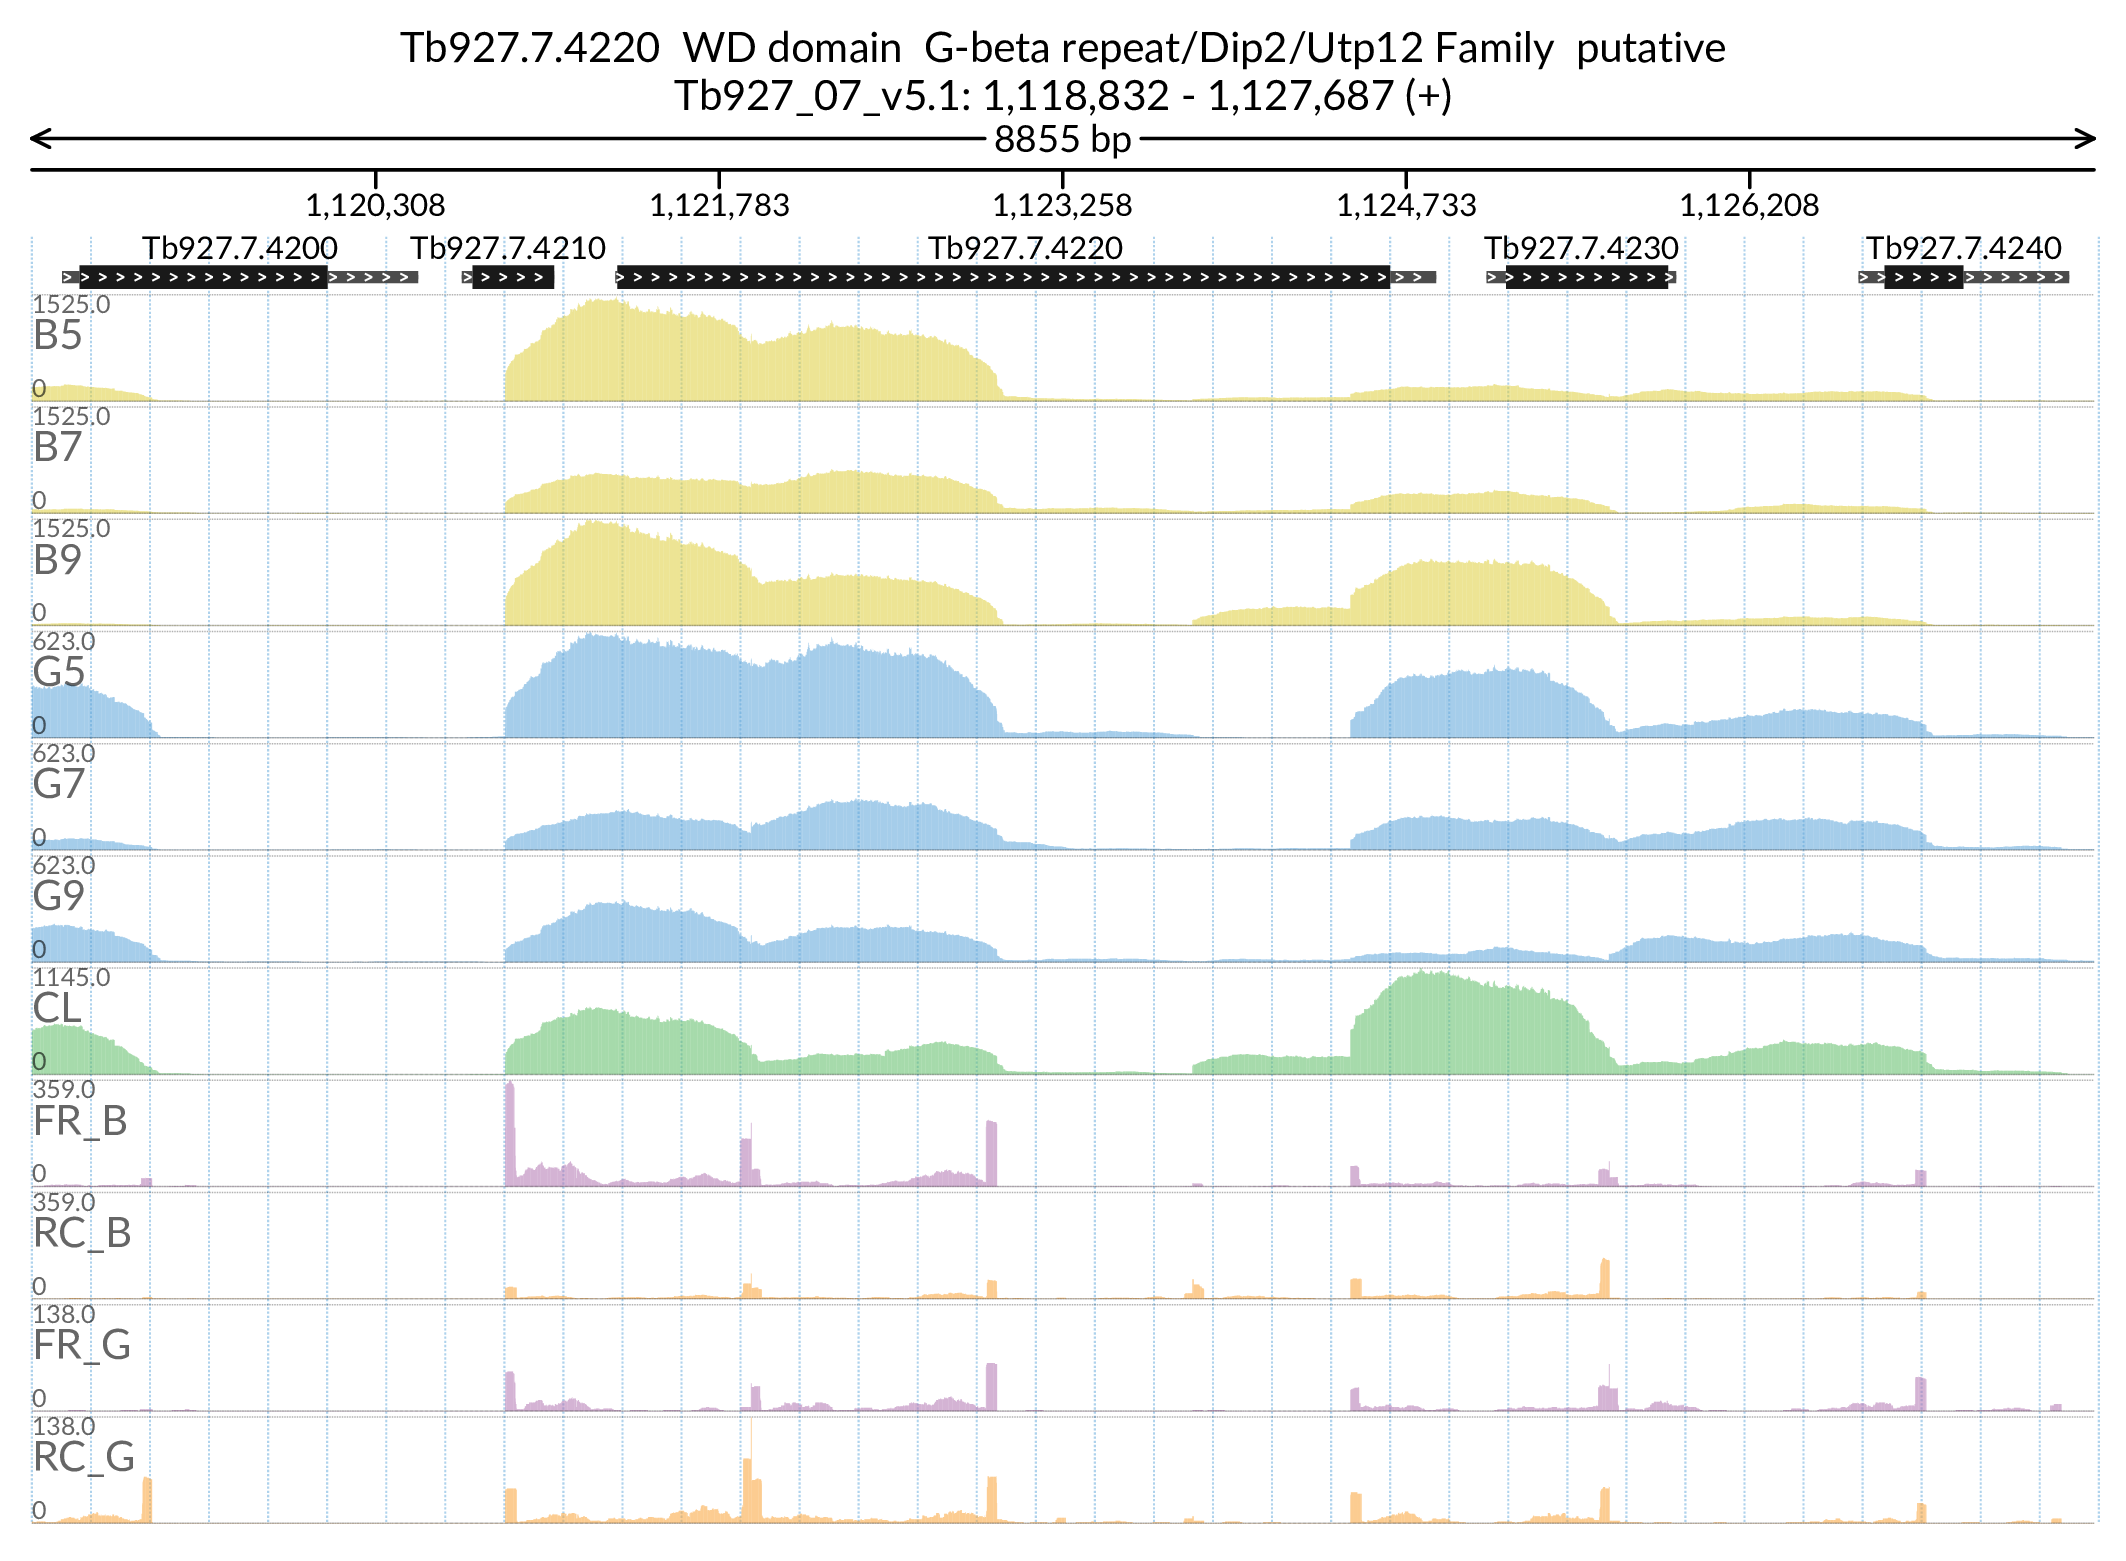 Tb927.7.4220  WD domain  G-beta repeat/Dip2/Utp12 Family  putative
Tb927_07_v5.1: 1,118,832 - 1,127,687 (+)
8855 bp
1,120,308 1,121,783 1,123,258 1,124,733 1,126,208
Tb927.7.4200 Tb927.7.4210 Tb927.7.4220 Tb927.7.4230 Tb927.7.4240
1525.0
B5
0
1525.0
B7
0
1525.0
B9
0
623.0
G5
0
623.0
G7
0
623.0
G9
0
1145.0
CL
0
359.0
FR_B
0
359.0
RC_B
0
138.0
FR_G
0
138.0
RC_G
0